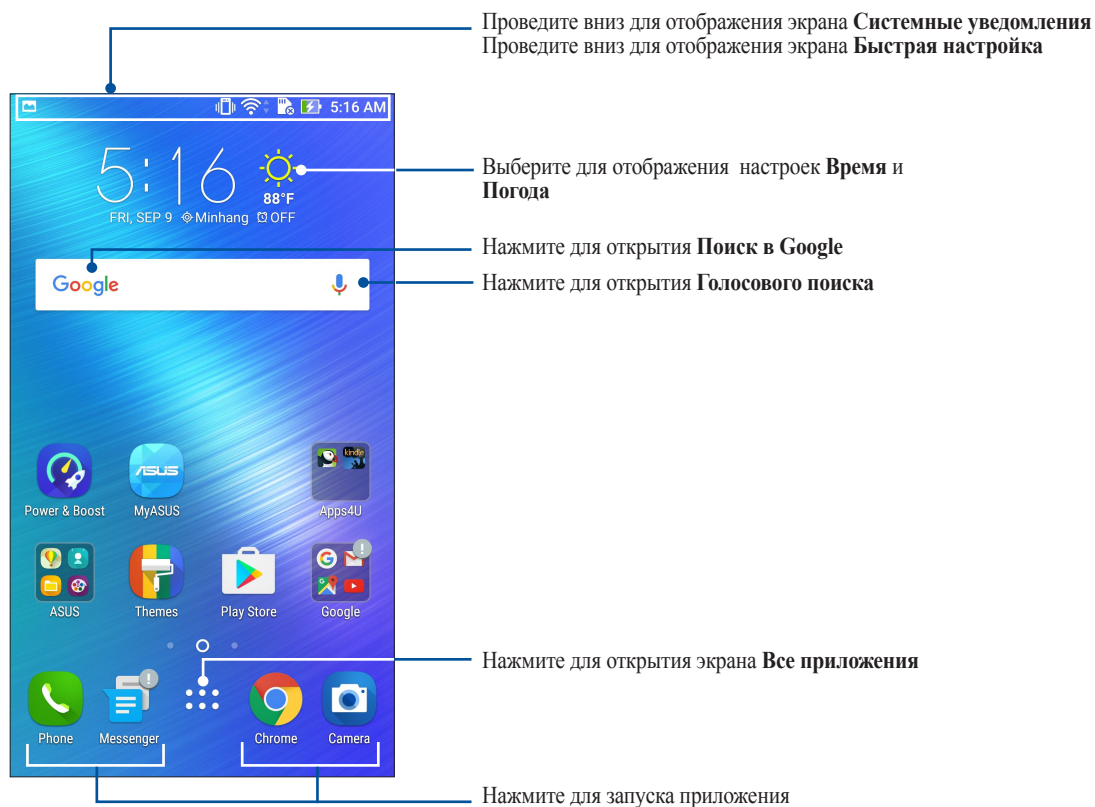 Проведите вниз для отображения экрана Системные уведомления
Проведите вниз для отображения экрана Быстрая настройка
5:16 AM
5:16
88°F
FRI, SEP 9 Minhang OFF
Выберите для отображения настроек Время и
Погода
Google
Нажмите для открытия Поиск в Google
Нажмите для открытия Голосового поиска
kindle
/SUS
Power & Boost MyASUS Apps4U
ASUS Themes Play Store Google
Нажмите для открытия экрана Все приложения
Phone Messenger Chrome Camera
Нажмите для запуска приложения